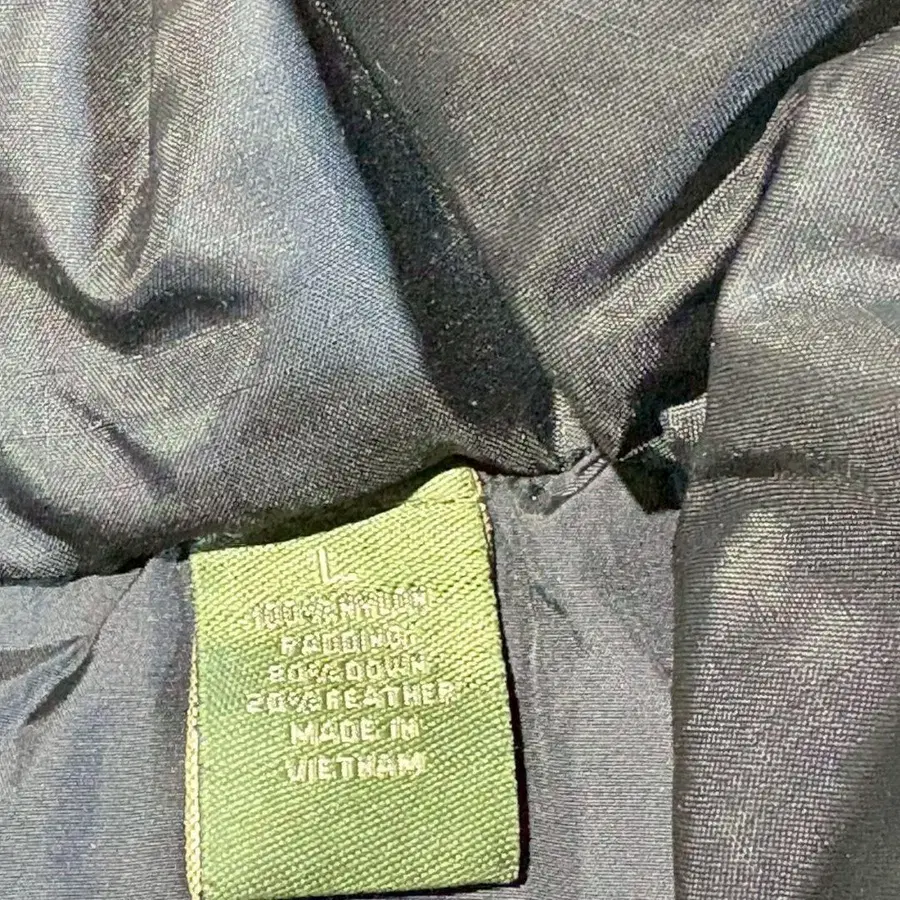 L
100% NYLON
PADDING:
80% DOWN
20% FEATHER
MADE IN
VIETNAM